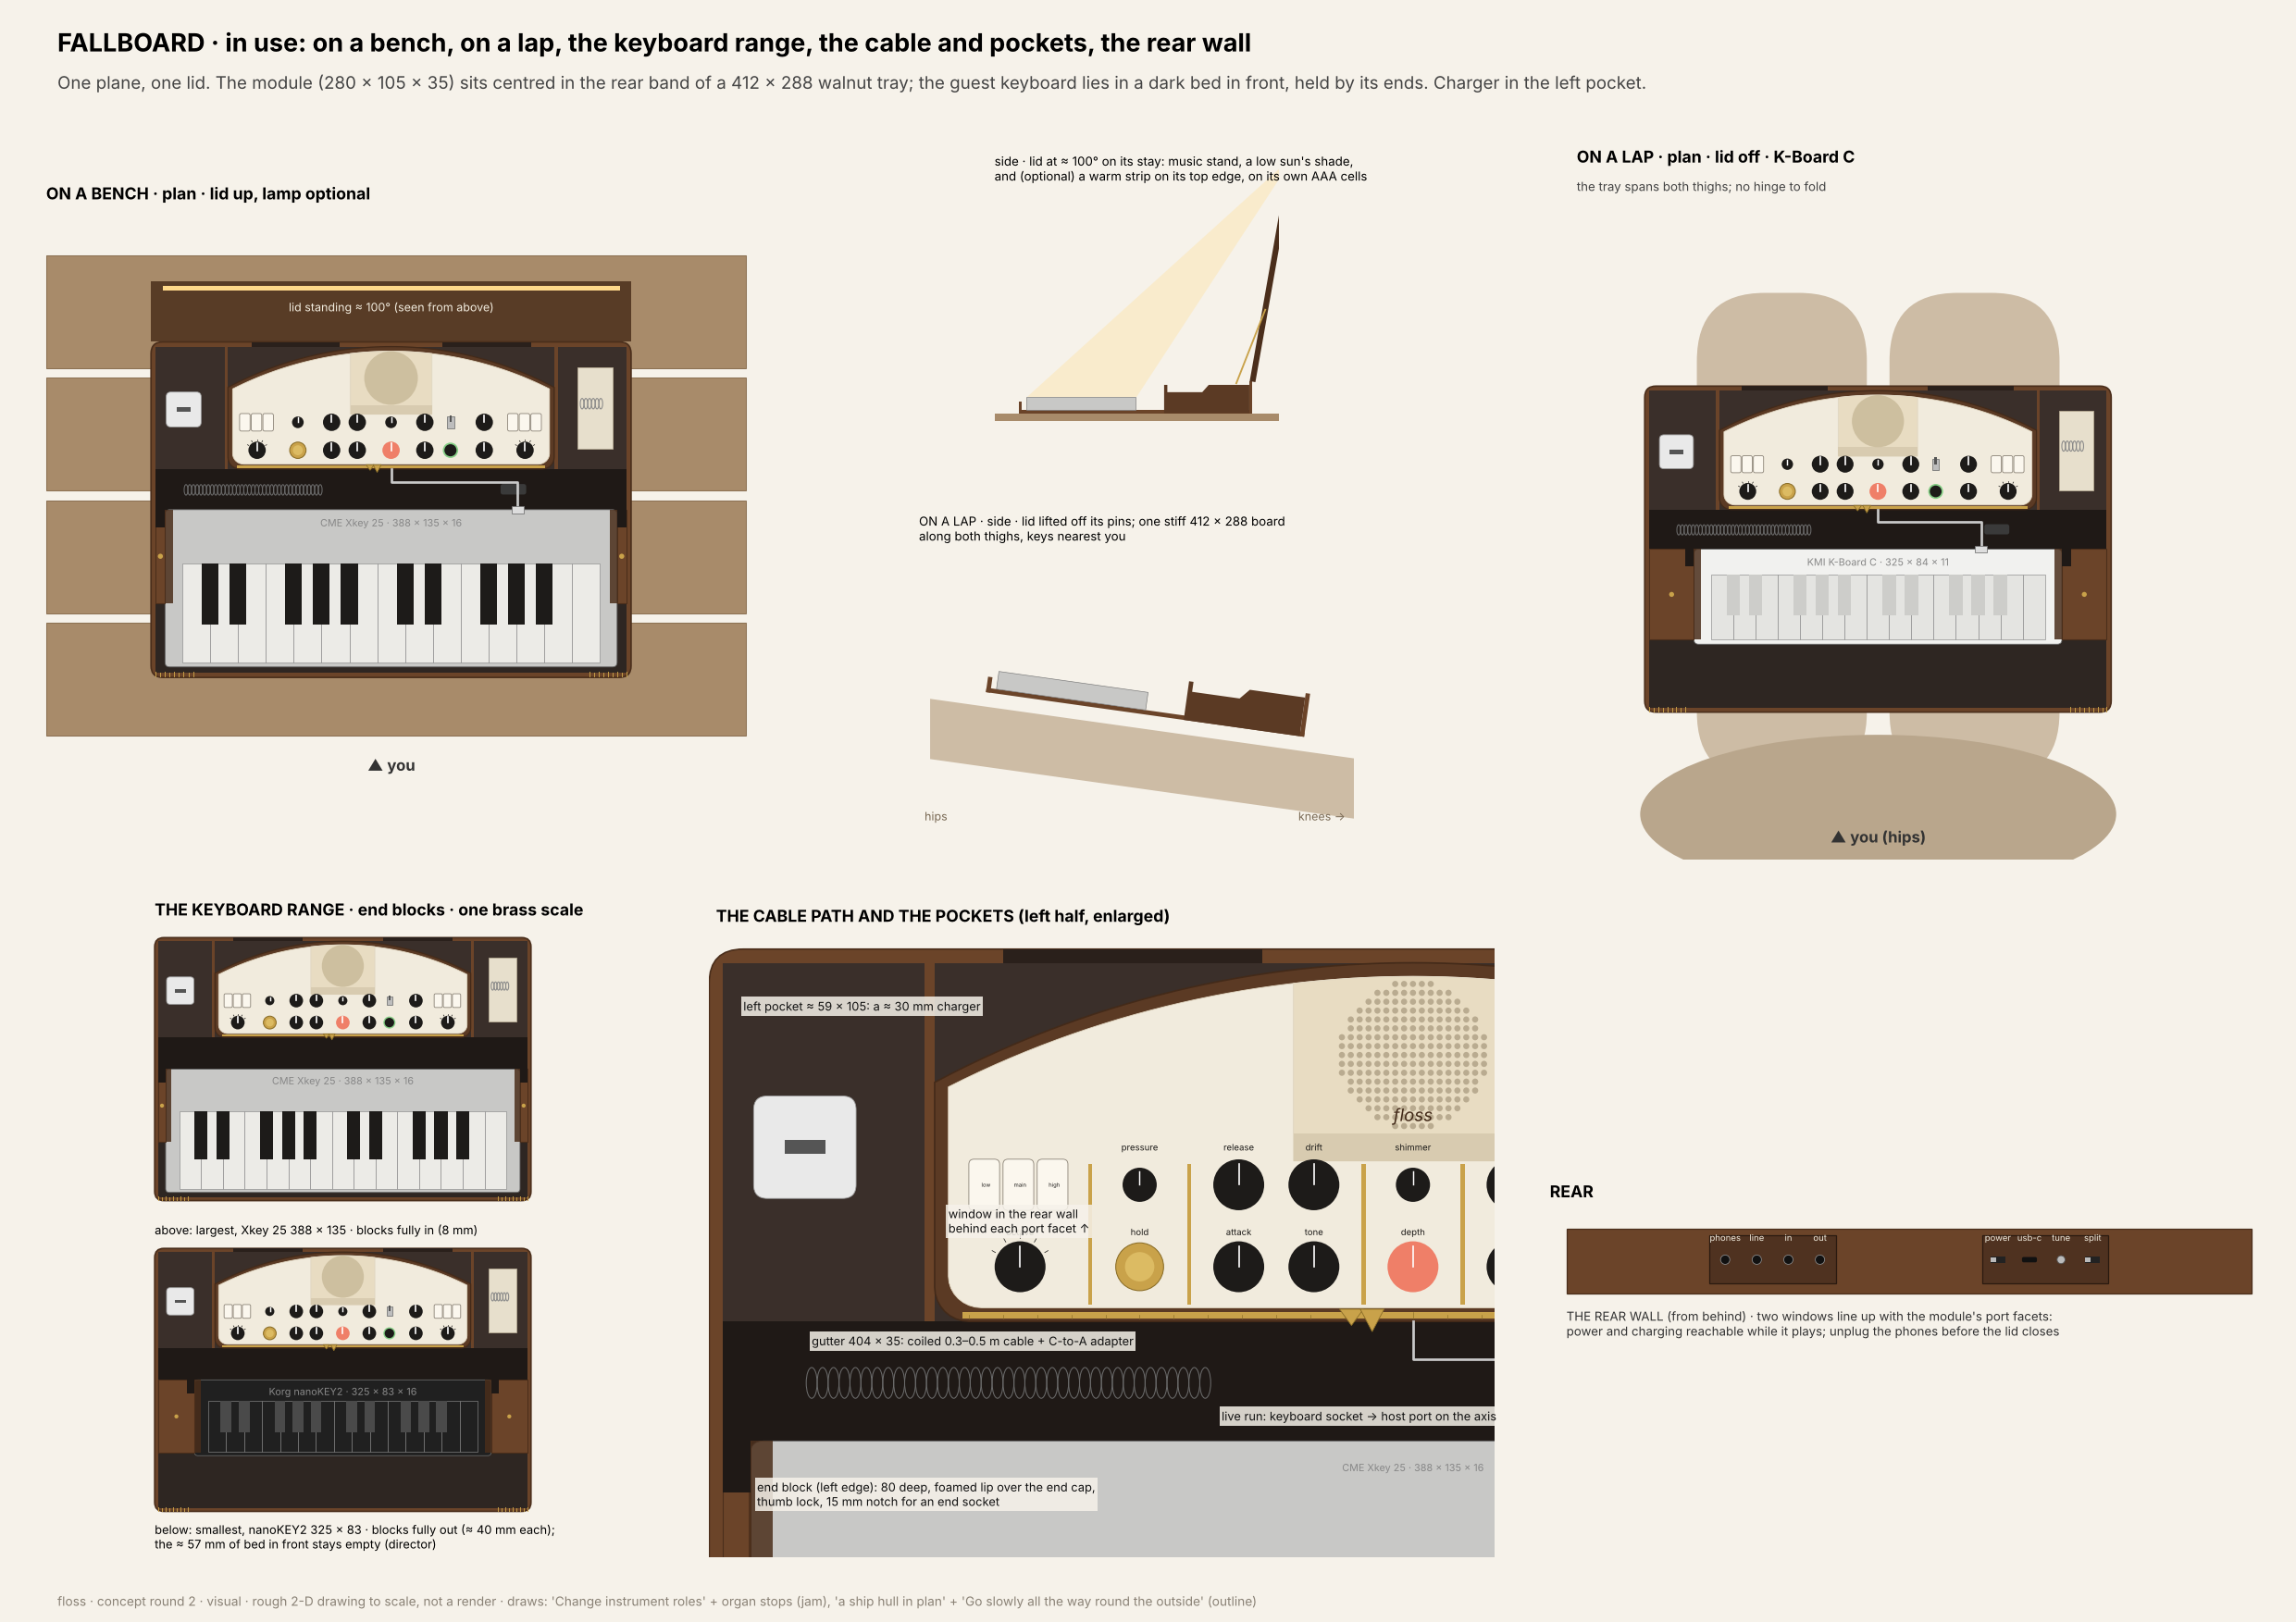 FALLBOARD · in use: on a bench, on a lap, the keyboard range, the cable and pockets, the rear wall
One plane, one lid. The module (280 × 105 × 35) sits centred in the rear band of a 412 × 288 walnut tray; the guest keyboard lies in a dark bed in front, held by its ends. Charger in the left pocket.
ON A BENCH · plan · lid up, lamp optional
lid standing ≈ 100° (seen from above)
CME Xkey 25 · 388 × 135 × 16
▲ you
side · lid at ≈ 100° on its stay: music stand, a low sun's shade,
and (optional) a warm strip on its top edge, on its own AAA cells
ON A LAP · side · lid lifted off its pins; one stiff 412 × 288 board
along both thighs, keys nearest you
hips
knees →
ON A LAP · plan · lid off · K-Board C
the tray spans both thighs; no hinge to fold
KMI K-Board C · 325 × 84 × 11
▲ you (hips)
THE KEYBOARD RANGE · end blocks · one brass scale
CME Xkey 25 · 388 × 135 × 16
above: largest, Xkey 25 388 × 135 · blocks fully in (8 mm)
Korg nanoKEY2 · 325 × 83 × 16
below: smallest, nanoKEY2 325 × 83 · blocks fully out (≈ 40 mm each);
the ≈ 57 mm of bed in front stays empty (director)
THE CABLE PATH AND THE POCKETS (left half, enlarged)
left pocket ≈ 59 × 105: a ≈ 30 mm charger
floss
pressure
release
drift
shimmer
low
main
high
window in the rear wall
behind each port facet ↑
hold
attack
tone
depth
gutter 404 × 35: coiled 0.3–0.5 m cable + C-to-A adapter
live run: keyboard socket → host port on the axis
CME Xkey 25 · 388 × 135 × 16
end block (left edge): 80 deep, foamed lip over the end cap,
thumb lock, 15 mm notch for an end socket
REAR
phones line in out
power usb-c tune split
THE REAR WALL (from behind) · two windows line up with the module's port facets:
power and charging reachable while it plays; unplug the phones before the lid closes
floss · concept round 2 · visual · rough 2-D drawing to scale, not a render · draws: 'Change instrument roles' + organ stops (jam), 'a ship hull in plan' + 'Go slowly all the way round the outside' (outline)